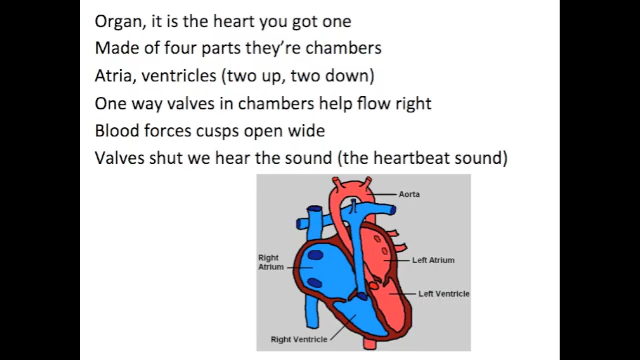 Organ, it is the heart you got one
Made of four parts they’re chambers
Atria, ventricles (two up, two down)
One way valves in chambers help flow right
Blood forces cusps open wide
Valves shut we hear the sound (the heartbeat sound)
Aorta
Right
Atrium
Left Atrium
Left Ventricle
Right Ventricle